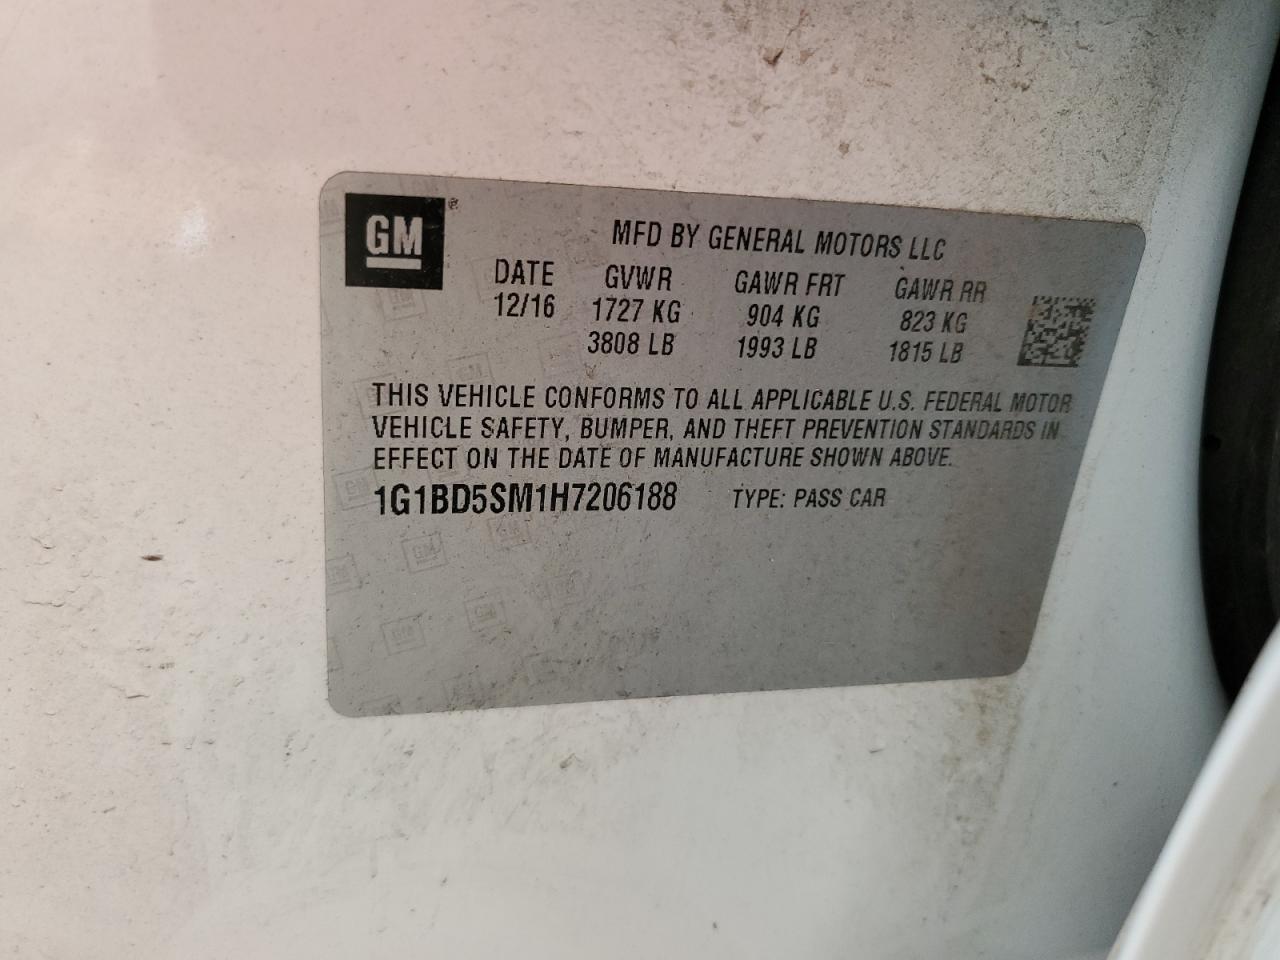 GM®
MFD BY GENERAL MOTORS LLC
DATE GVWR GAWR FRT GAWR RR
12/16 1727 KG 904 KG 823 KG
3808 LB 1993 LB 1815 LB
THIS VEHICLE CONFORMS TO ALL APPLICABLE U.S. FEDERAL MOTOR
VEHICLE SAFETY, BUMPER, AND THEFT PREVENTION STANDARDS IN
EFFECT ON THE DATE OF MANUFACTURE SHOWN ABOVE.
1G1BD5SM1H7206188 TYPE: PASS CAR